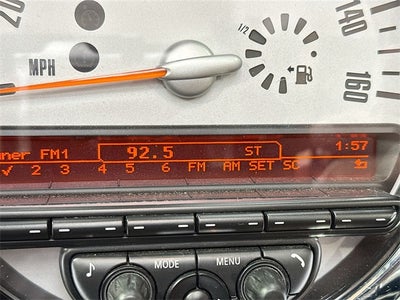 20
1/2
140
MPH
160
uner FM1 92.5 ST 1:57
✓ 2 3 4 5 6 FM AM SET SC
MODE MENU